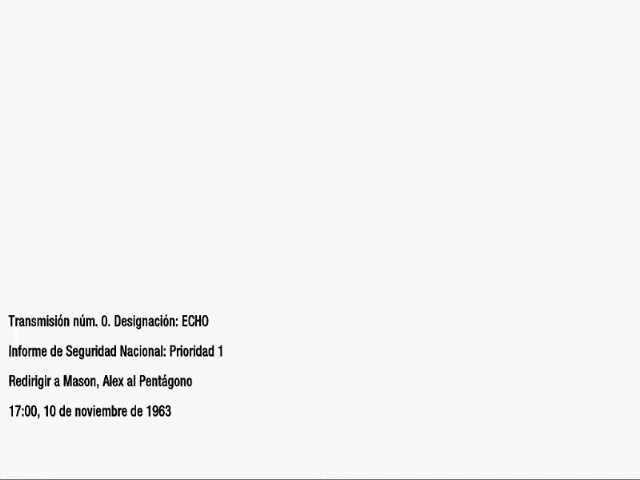 Transmisión núm. 0. Designación: ECHO
Informe de Seguridad Nacional: Prioridad 1
Redirigir a Mason, Alex al Pentágono
17:00, 10 de noviembre de 1963